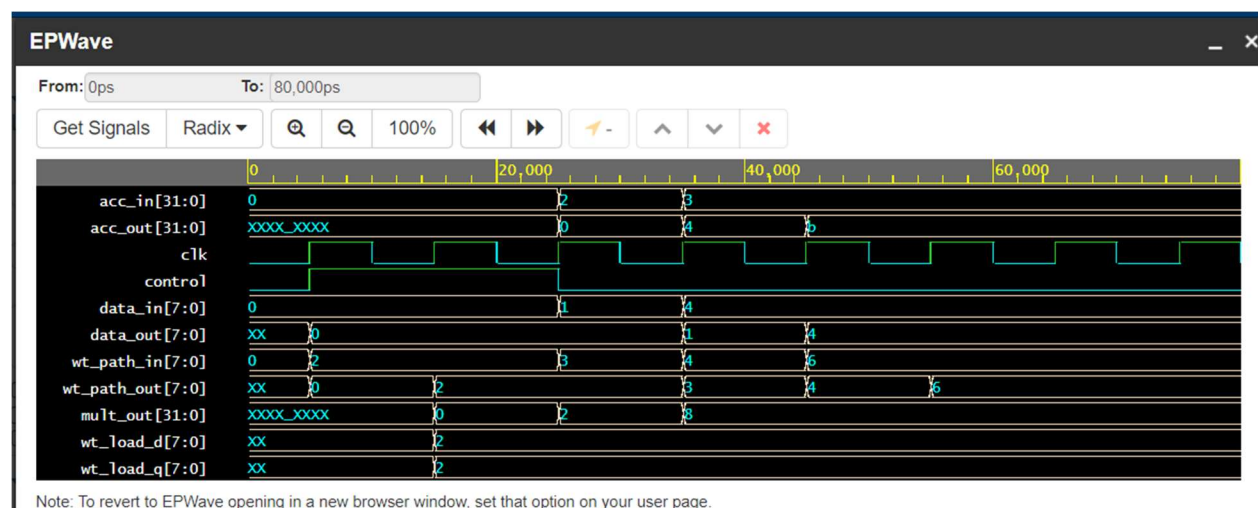 EPWave
From: 0ps To: 80,000ps
Get Signals Radix 100% -
0 20,000 40,000 60,000
acc_in[31:0] 0 2 3
acc_out[31:0] XXXX_XXXX 0 4 b
clk
control
data_in[7:0] 0 1 4
data_out[7:0] XX 0 1 4
wt_path_in[7:0] 0 2 3 4 6
wt_path_out[7:0] XX 0 2 3 4 6
mult_out[31:0] XXXX_XXXX 0 2 8
wt_load_d[7:0] XX 2
wt_load_q[7:0] XX 2
Note: To revert to EPWave opening in a new browser window, set that option on your user page.